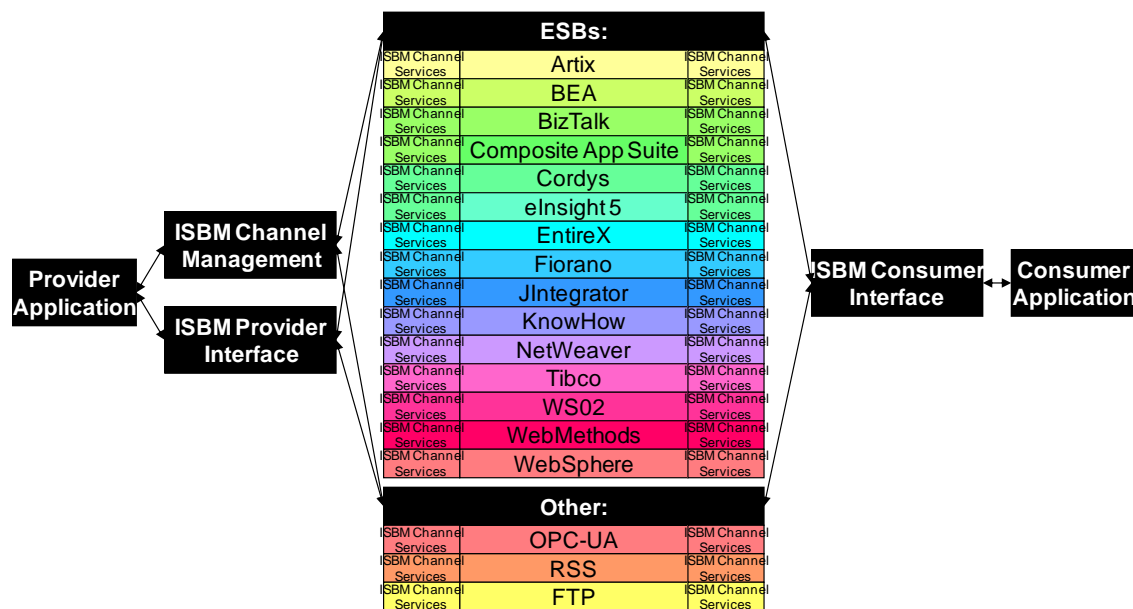 ESBs:
ISBM Channel
Services
Artix
ISBM Channel
Services
ISBM Channel
Services
BEA
ISBM Channel
Services
ISBM Channel
Services
BizTalk
ISBM Channel
Services
ISBM Channel
Services
Composite App Suite
ISBM Channel
Services
ISBM Channel
Services
Cordys
ISBM Channel
Services
ISBM Channel
Services
eInsight 5
ISBM Channel
Services
ISBM Channel
Services
EntireX
ISBM Channel
Services
ISBM Channel
Services
Fiorano
ISBM Channel
Services
ISBM Channel
Services
JIntegrator
ISBM Channel
Services
ISBM Channel
Services
KnowHow
ISBM Channel
Services
ISBM Channel
Services
NetWeaver
ISBM Channel
Services
ISBM Channel
Services
Tibco
ISBM Channel
Services
ISBM Channel
Services
WS02
ISBM Channel
Services
ISBM Channel
Services
WebMethods
ISBM Channel
Services
ISBM Channel
Services
WebSphere
ISBM Channel
Services
Provider
Application
ISBM Channel
Management
ISBM Provider
Interface
ISBM Consumer
Interface
Consumer
Application
Other:
ISBM Channel
Services
OPC-UA
ISBM Channel
Services
ISBM Channel
Services
RSS
ISBM Channel
Services
ISBM Channel
Services
FTP
ISBM Channel
Services